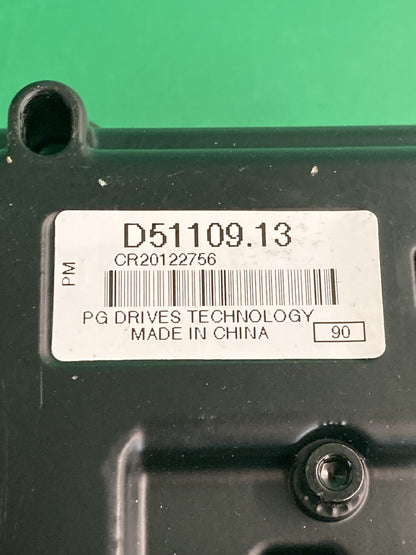 D51109.13
CR20122756
PM
PG DRIVES TECHNOLOGY
MADE IN CHINA
90